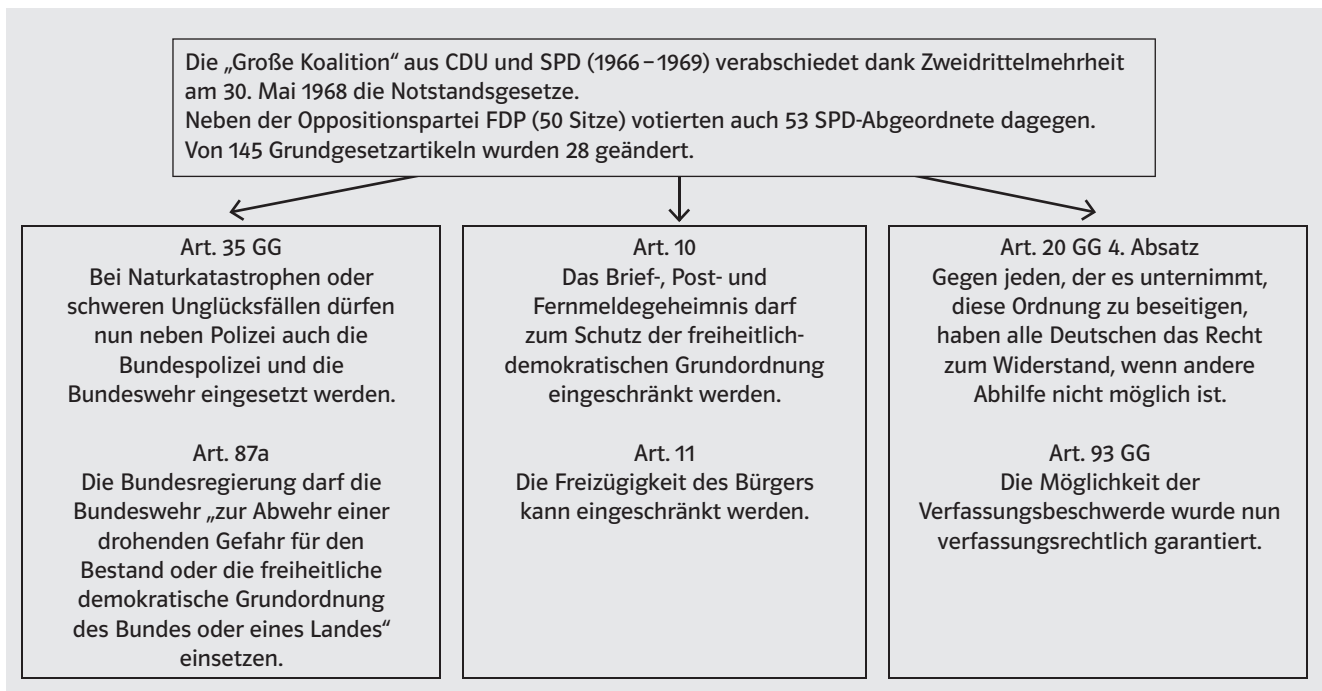 Die „Große Koalition“ aus CDU und SPD (1966–1969) verabschiedet dank Zweidrittelmehrheit
am 30. Mai 1968 die Notstandsgesetze.
Neben der Oppositionspartei FDP (50 Sitze) votierten auch 53 SPD-Abgeordnete dagegen.
Von 145 Grundgesetzartikeln wurden 28 geändert.
Art. 35 GG
Bei Naturkatastrophen oder
schweren Unglücksfällen dürfen
nun neben Polizei auch die
Bundespolizei und die
Bundeswehr eingesetzt werden.
Art. 87a
Die Bundesregierung darf die
Bundeswehr „zur Abwehr einer
drohenden Gefahr für den
Bestand oder die freiheitliche
demokratische Grundordnung
des Bundes oder eines Landes“
einsetzen.
Art. 10
Das Brief-, Post- und
Fernmeldegeheimnis darf
zum Schutz der freiheitlich-
demokratischen Grundordnung
eingeschränkt werden.
Art. 11
Die Freizügigkeit des Bürgers
kann eingeschränkt werden.
Art. 20 GG 4. Absatz
Gegen jeden, der es unternimmt,
diese Ordnung zu beseitigen,
haben alle Deutschen das Recht
zum Widerstand, wenn andere
Abhilfe nicht möglich ist.
Art. 93 GG
Die Möglichkeit der
Verfassungsbeschwerde wurde nun
verfassungsrechtlich garantiert.